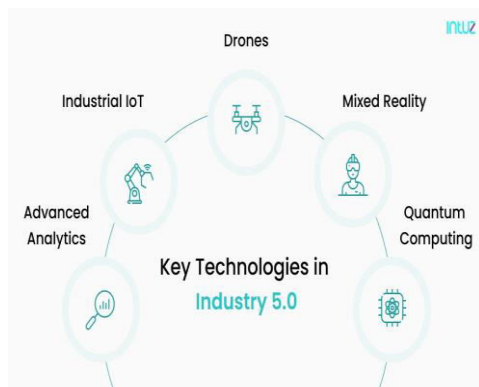 INTUZ
Drones
Industrial IoT
Mixed Reality
Advanced
Analytics
Quantum
Computing
Key Technologies in
Industry 5.0